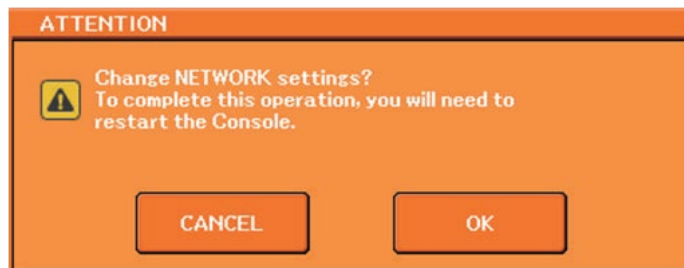 ATTENTION
Change NETWORK settings?
To complete this operation, you will need to
restart the Console.
CANCEL
OK